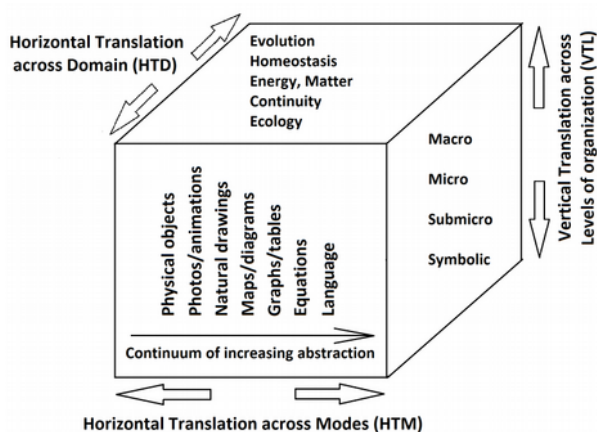 Horizontal Translation
across Domain (HTD)
Evolution
Homeostasis
Energy, Matter
Continuity
Ecology
Vertical Translation across
Levels of organization (VTL)
Macro
Micro
Submicro
Symbolic
Physical objects
Photos/animations
Natural drawings
Maps/diagrams
Graphs/tables
Equations
Language
Continuum of increasing abstraction
Horizontal Translation across Modes (HTM)